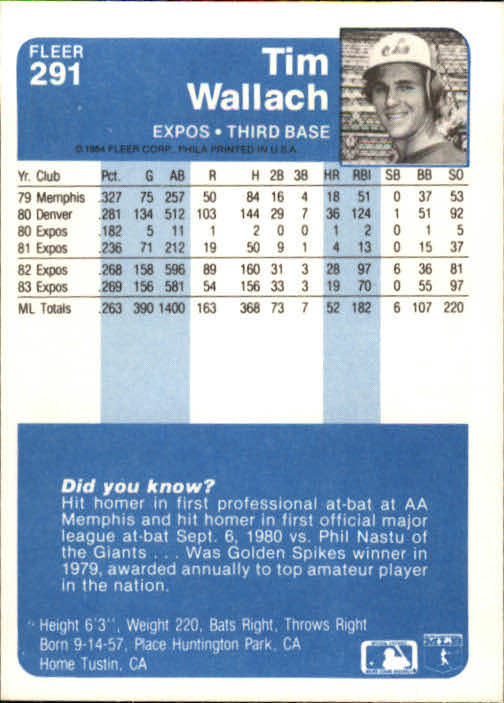 FLEER
291
Tim
Wallach
EXPOS • THIRD BASE
© 1984 FLEER CORP., PHILA PRINTED IN U.S.A.
Yr. Club Pct. G AB R H 2B 3B HR RBI SB BB SO
79 Memphis .327 75 257 50 84 16 4 18 51 0 37 53
80 Denver .281 134 512 103 144 29 7 36 124 1 51 92
80 Expos .182 5 11 1 2 0 0 1 2 0 1 5
81 Expos .236 71 212 19 50 9 1 4 13 0 15 37
82 Expos .268 158 596 89 160 31 3 28 97 6 36 81
83 Expos .269 156 581 54 156 33 3 19 70 0 55 97
ML Totals .263 390 1400 163 368 73 7 52 182 6 107 220
Did you know?
Hit homer in first professional at-bat at AA
Memphis and hit homer in first official major
league at-bat Sept. 6, 1980 vs. Phil Nastu of
the Giants . . . Was Golden Spikes winner in
1979, awarded annually to top amateur player
in the nation.
Height 6'3", Weight 220, Bats Right, Throws Right
Born 9-14-57, Place Huntington Park, CA
Home Tustin, CA